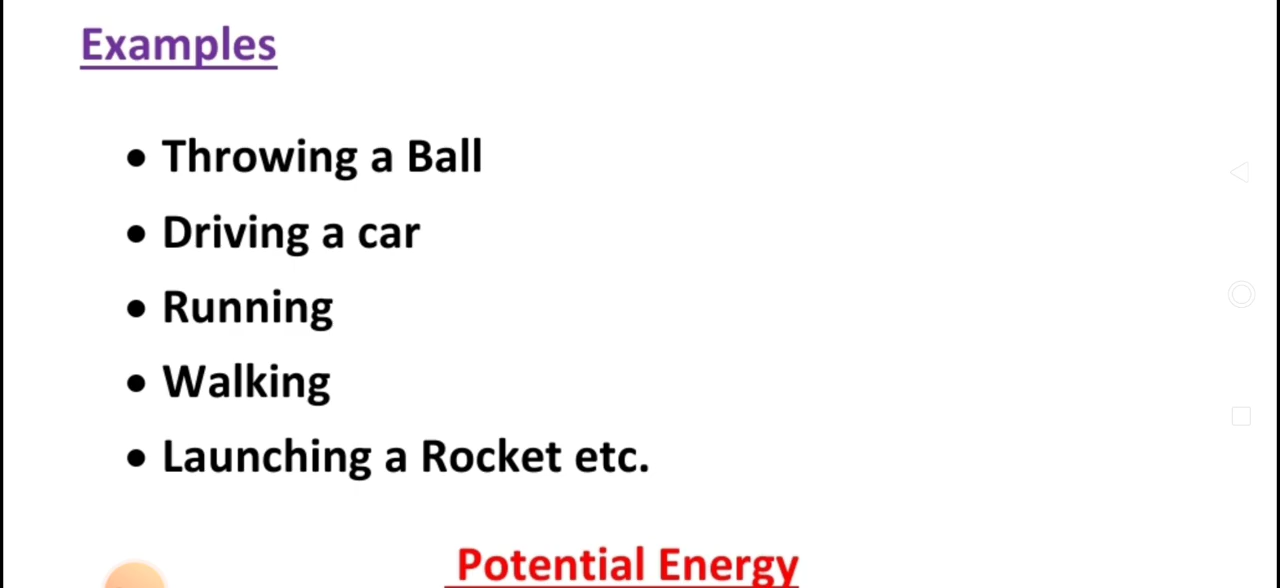 Examples
• Throwing a Ball
• Driving a car
• Running
• Walking
• Launching a Rocket etc.
Potential Energy